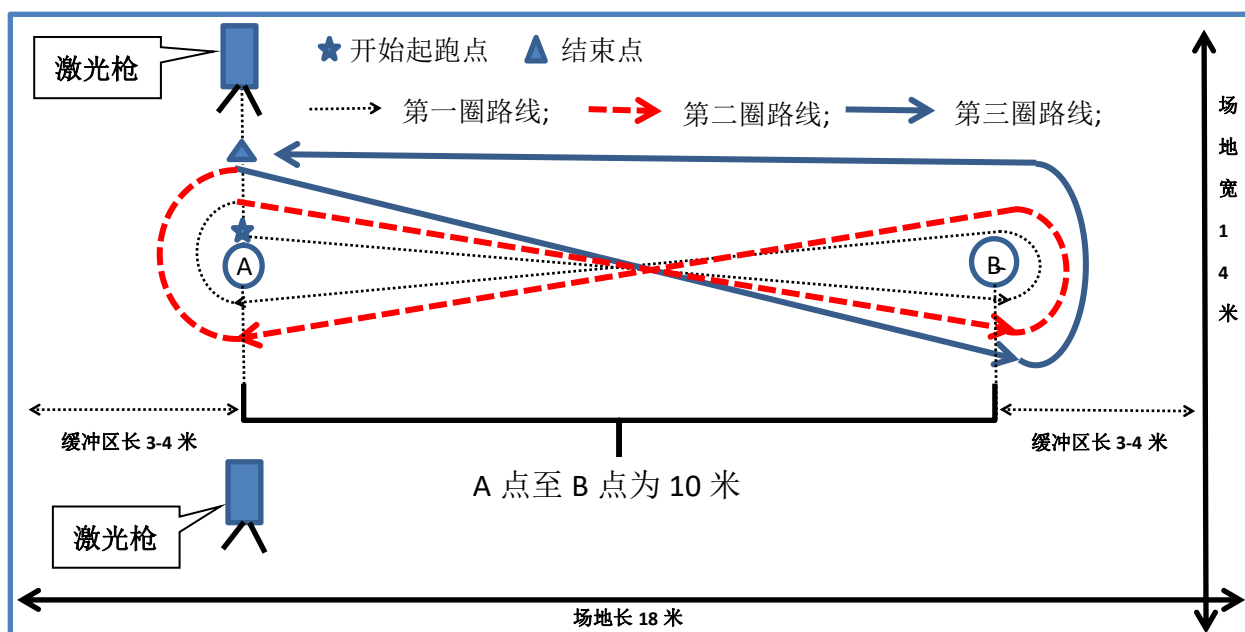 激光枪
开始起跑点
结束点
第一圈路线;
第二圈路线;
第三圈路线;
场地宽14米
A
B
缓冲区长 3-4 米
缓冲区长 3-4 米
A 点至 B 点为 10 米
激光枪
场地长 18 米